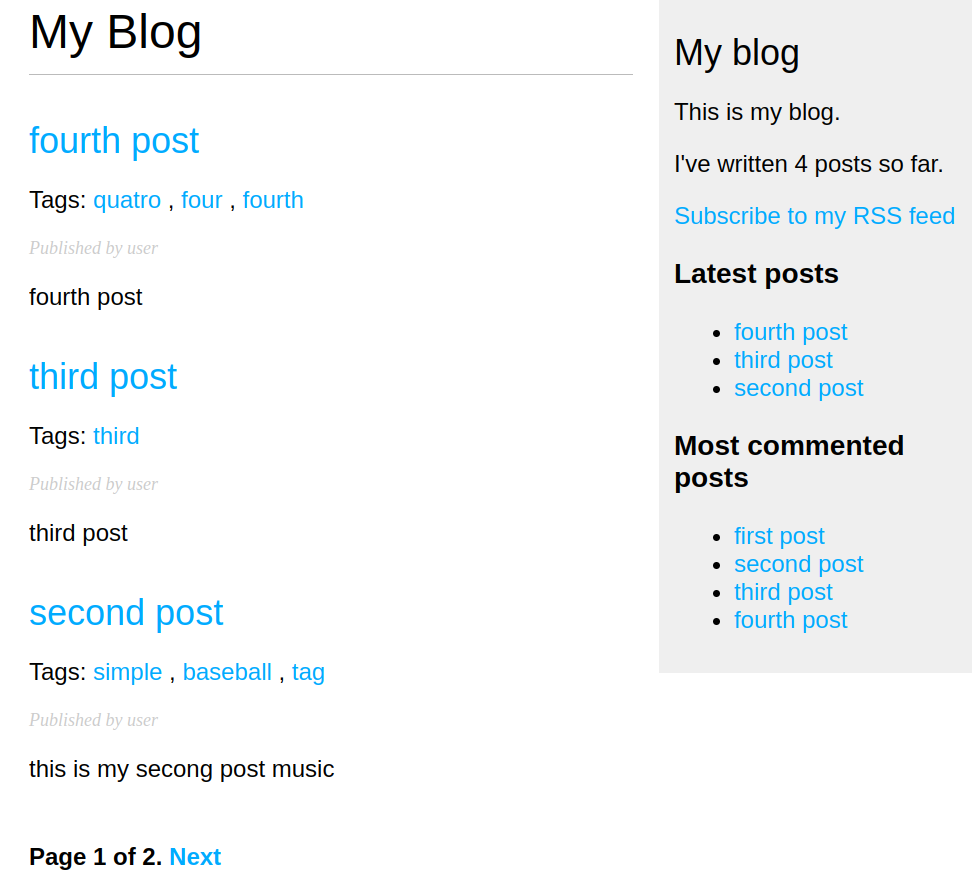 My Blog
fourth post
Tags: quatro , four , fourth
Published by user
fourth post
third post
Tags: third
Published by user
third post
second post
Tags: simple , baseball , tag
Published by user
this is my secong post music
Page 1 of 2. Next
My blog
This is my blog.
I've written 4 posts so far.
Subscribe to my RSS feed
Latest posts
fourth post
third post
second post
Most commented
posts
first post
second post
third post
fourth post